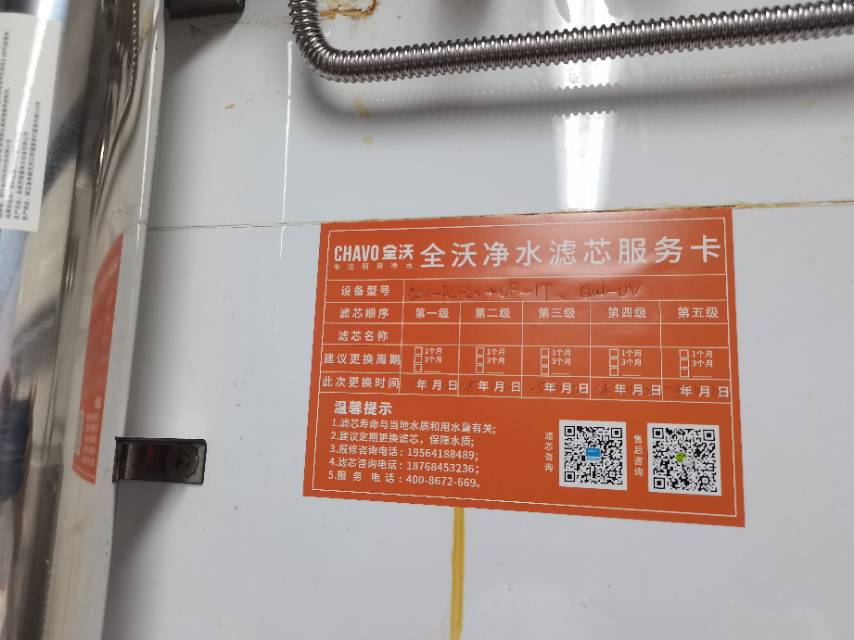 CHAVO 全沃
专注厨房净水
全沃净水滤芯服务卡
设备型号
滤芯顺序 第一级 第二级 第三级 第四级 第五级
滤芯名称
建议更换周期 1个月 1个月 1个月 1个月 1个月
3个月 3个月 3个月 3个月 3个月
此次更换时间 年 月 日 年 月 日 年 月 日 年 月 日 年 月 日
温馨提示
1.滤芯寿命与当地水质和用水量有关;
2.建议定期更换滤芯，保障水质;
3.报修咨询电话：19564188489;
4.滤芯咨询电话：18768453236;
5.服务电话：400-8672-669。
滤芯咨询
售后咨询